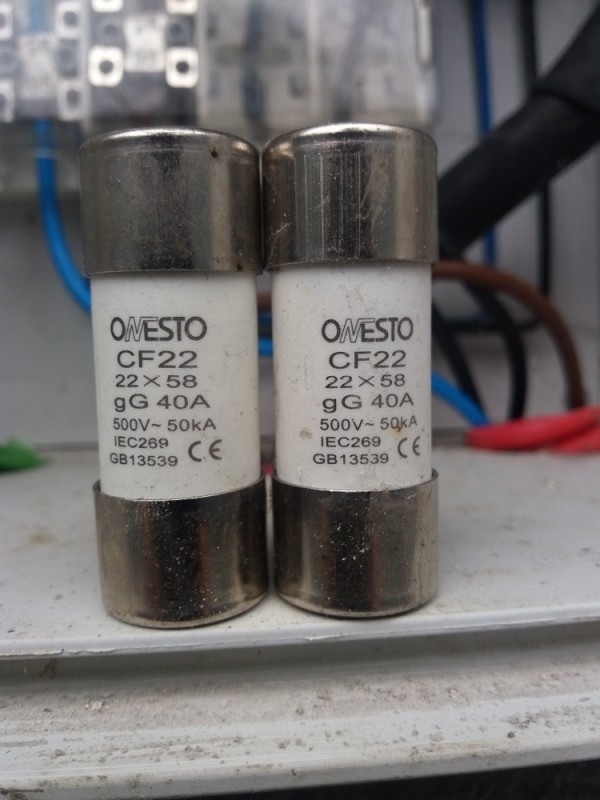 ONESTO
CF22
22×58
gG 40A
500V~ 50kA
IEC269
GB13539 CE
ONESTO
CF22
22×58
gG 40A
500V~ 50kA
IEC269
GB13539 CE